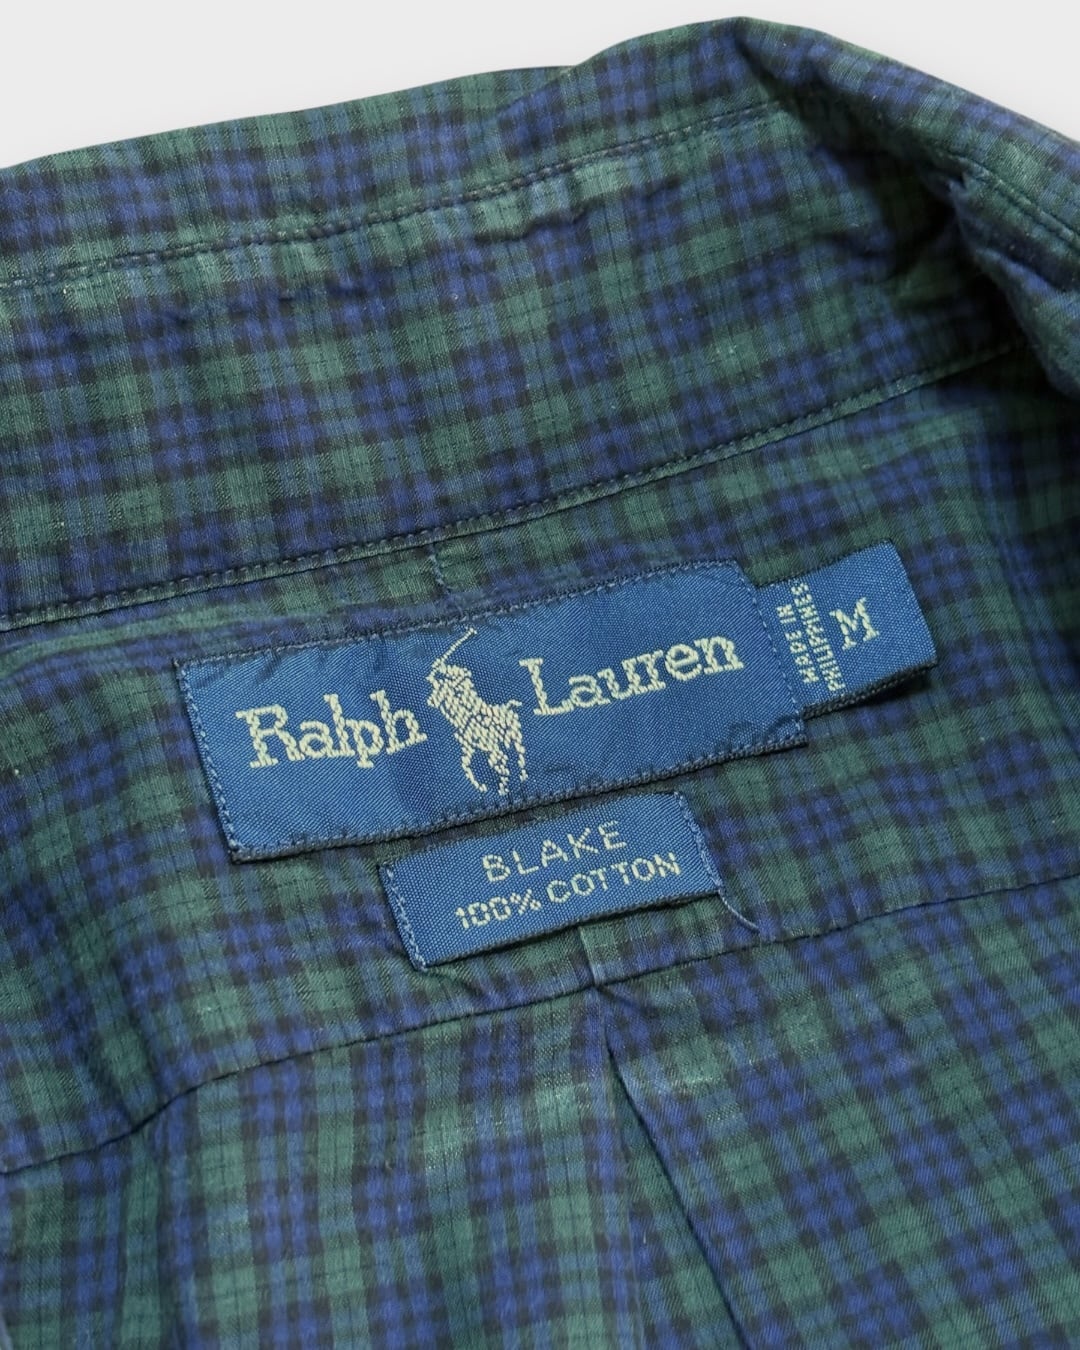 Ralph Lauren
MADE IN
PHILIPPINES
M
BLAKE
100% COTTON